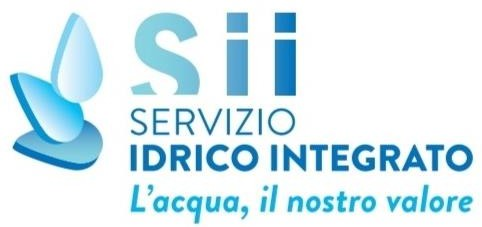 sii
SERVIZIO
IDRICO INTEGRATO
L'acqua, il nostro valore